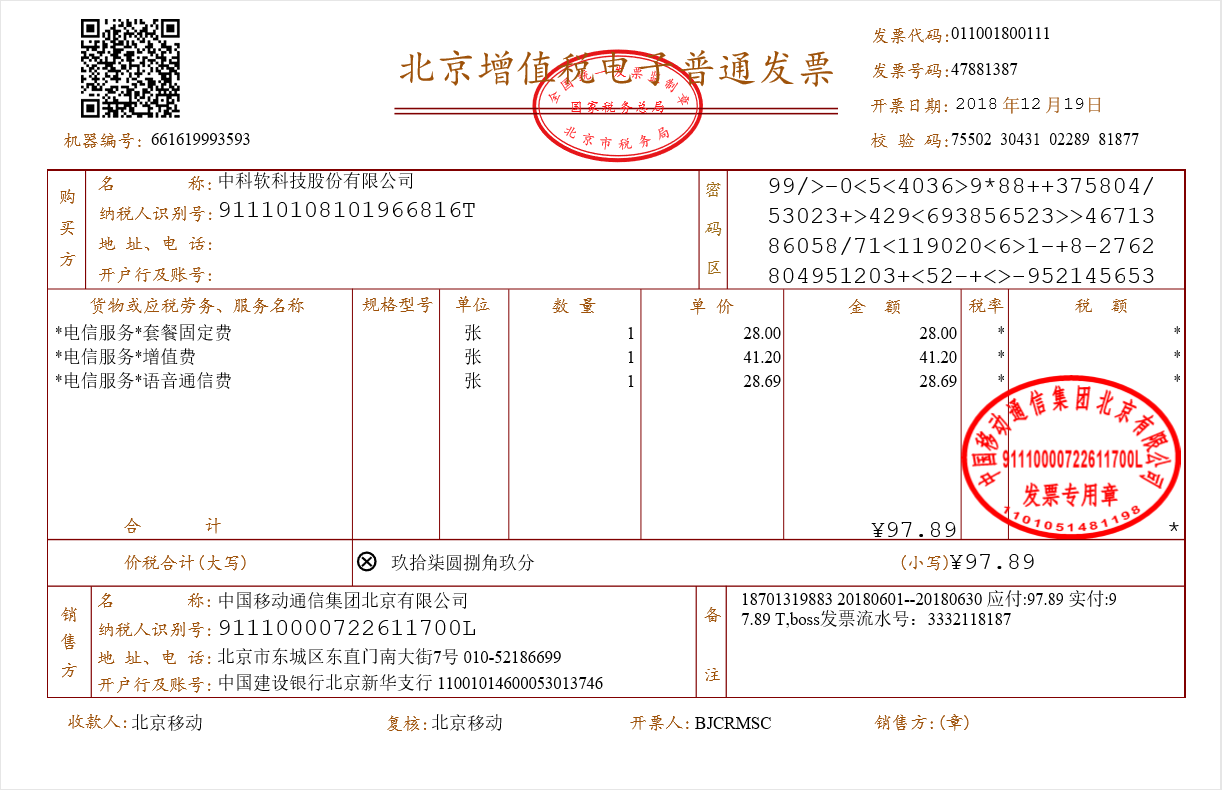 北京增值税电子普通发票
全国统一发票监制章
国家税务总局
北京市税务局
发票代码:011001800111
发票号码:47881387
开票日期: 2018 年12 月19日
校 验 码:75502 30431 02289 81877
机器编号: 661619993593
购买方
名 称: 中科软科技股份有限公司
纳税人识别号: 91110108101966816T
地 址、电 话:
开户行及账号:
密码区
99/>-0<5<4036>9*88++375804/
53023+>429<693856523>>46713
86058/71<119020<6>1-+8-2762
804951203+<52-+<>-952145653
货物或应税劳务、服务名称 规格型号 单位 数 量 单 价 金 额 税率 税 额
*电信服务*套餐固定费 张 1 28.00 28.00 * *
*电信服务*增值费 张 1 41.20 41.20 * *
*电信服务*语音通信费 张 1 28.69 28.69 * *
中国移动通信集团北京有限公司
91110000722611700L
发票专用章
1101051481198
合 计 ¥97.89 *
价税合计(大写) ⊗ 玖拾柒圆捌角玖分 (小写)¥97.89
销售方
名 称: 中国移动通信集团北京有限公司
纳税人识别号: 91110000722611700L
地 址、电 话: 北京市东城区东直门南大街7号 010-52186699
开户行及账号: 中国建设银行北京新华支行 11001014600053013746
备注
18701319883 20180601--20180630 应付:97.89 实付:9
7.89 T,boss发票流水号：3332118187
收款人: 北京移动 复核: 北京移动 开票人: BJCRMSC 销售方: (章)